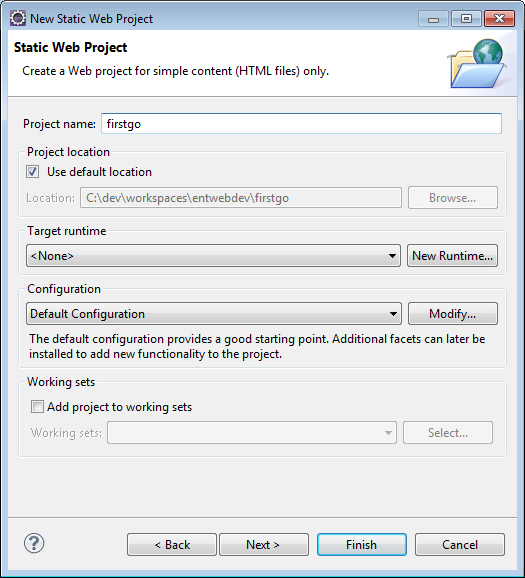 New Static Web Project
Static Web Project
Create a Web project for simple content (HTML files) only.
Project name: firstgo
Project location
Use default location
Location: C:\dev\workspaces\entwebdev\firstgo Browse...
Target runtime
<None> New Runtime...
Configuration
Default Configuration Modify...
The default configuration provides a good starting point. Additional facets can later be
installed to add new functionality to the project.
Working sets
Add project to working sets
Working sets: Select...
? < Back Next > Finish Cancel